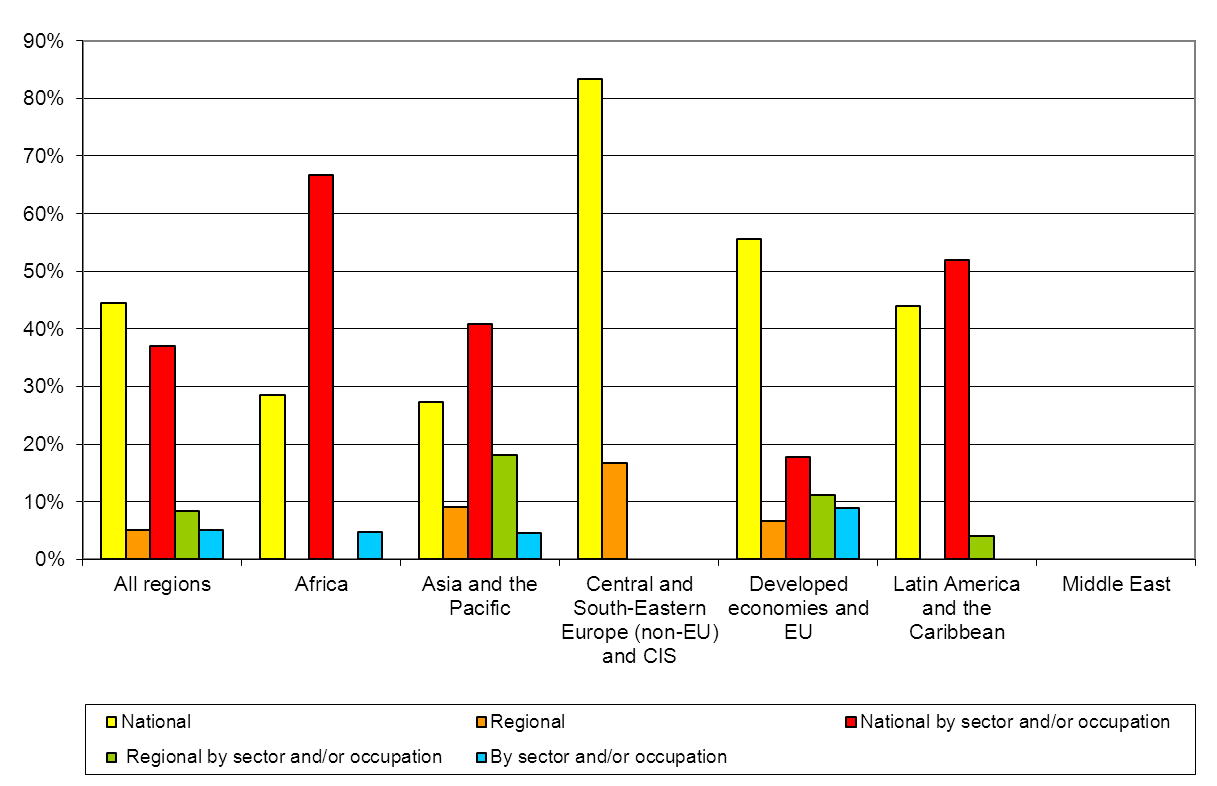 90%
80%
70%
60%
50%
40%
30%
20%
10%
0%
All regions
Africa
Asia and the
Pacific
Central and
South-Eastern
Europe (non-EU)
and CIS
Developed
economies and
EU
Latin America
and the
Caribbean
Middle East
National
Regional
National by sector and/or occupation
Regional by sector and/or occupation
By sector and/or occupation